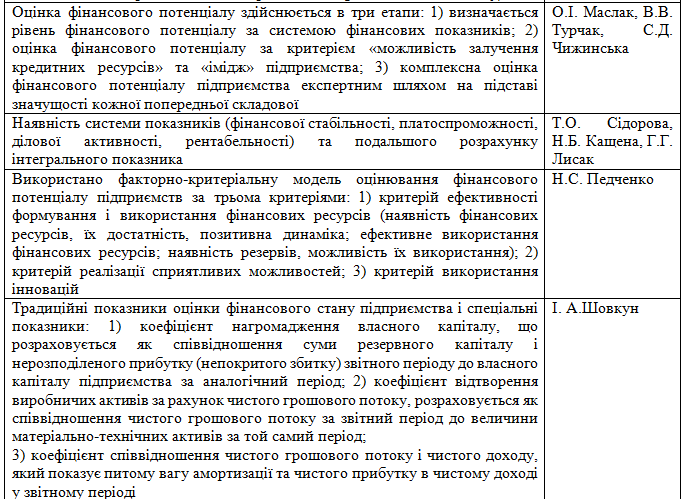 Оцінка фінансового потенціалу здійснюється в три етапи: 1) визначається
рівень фінансового потенціалу за системою фінансових показників; 2)
оцінка фінансового потенціалу за критерієм «можливість залучення
кредитних ресурсів» та «імідж» підприємства; 3) комплексна оцінка
фінансового потенціалу підприємства експертним шляхом на підставі
значущості кожної попередньої складової
О.І. Маслак, В.В.
Турчак, С.Д.
Чижинська
Наявність системи показників (фінансової стабільності, платоспроможності,
ділової активності, рентабельності) та подальшого розрахунку
інтегрального показника
Т.О. Сідорова,
Н.Б. Кащена, Г.Г.
Лисак
Використано факторно-критеріальну модель оцінювання фінансового
потенціалу підприємств за трьома критеріями: 1) критерій ефективності
формування і використання фінансових ресурсів (наявність фінансових
ресурсів, їх достатність, позитивна динаміка; ефективне використання
фінансових ресурсів; наявність резервів, можливість їх використання); 2)
критерій реалізації сприятливих можливостей; 3) критерій використання
інновацій
Н.С. Педченко
Традиційні показники оцінки фінансового стану підприємства і спеціальні
показники: 1) коефіцієнт нагромадження власного капіталу, що
розраховується як співвідношення суми резервного капіталу і
нерозподіленого прибутку (непокритого збитку) звітного періоду до власного
капіталу підприємства за аналогічний період; 2) коефіцієнт відтворення
виробничих активів за рахунок чистого грошового потоку, розраховується як
співвідношення чистого грошового потоку за звітний період до величини
матеріально-технічних активів за той самий період;
3) коефіцієнт співвідношення чистого грошового потоку і чистого доходу,
який показує питому вагу амортизації та чистого прибутку в чистому доході
у звітному періоді
І. А.Шовкун